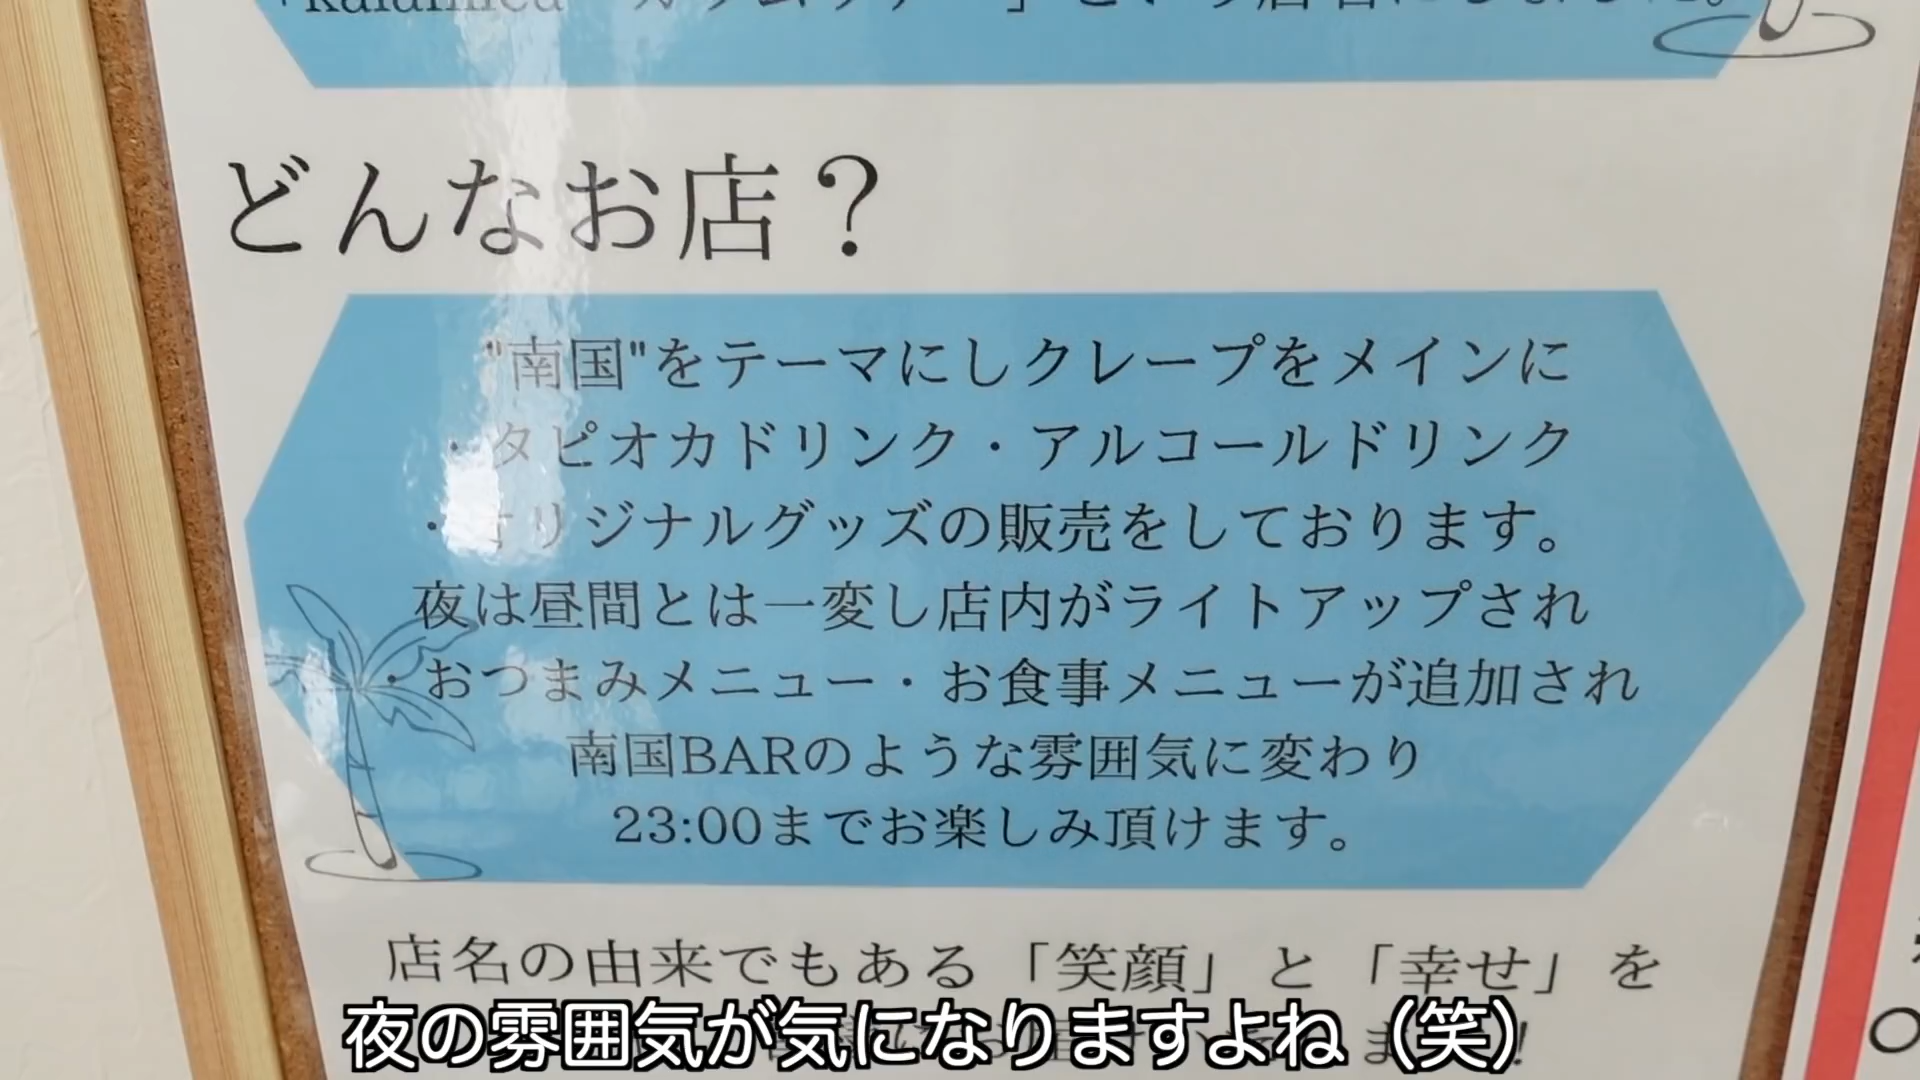 どんなお店？
"南国"をテーマにしクレープをメインに
・タピオカドリンク・アルコールドリンク
・オリジナルグッズの販売をしております。
夜は昼間とは一変し店内がライトアップされ
・おつまみメニュー・お食事メニューが追加され
南国BARのような雰囲気に変わり
23:00までお楽しみ頂けます。
店名の由来でもある「笑顔」と「幸せ」を
夜の雰囲気が気になりますよね（笑）